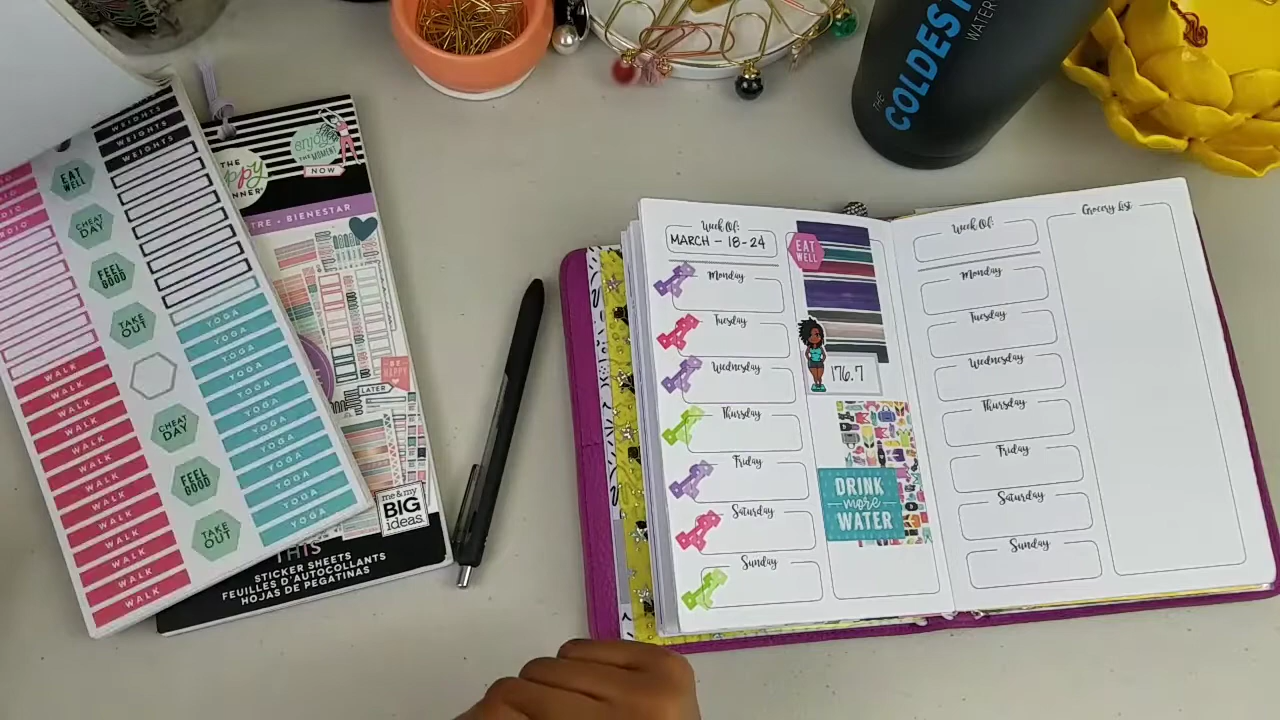 WEIGHTS
WEIGHTS
WEIGHTS
EAT
WELL
CHEAT
DAY
FEEL
GOOD
TAKE
OUT
CHEAT
DAY
FEEL
GOOD
TAKE
OUT
WALK
WALK
WALK
WALK
WALK
WALK
WALK
WALK
WALK
WALK
WALK
WALK
YOGA
YOGA
YOGA
YOGA
YOGA
YOGA
YOGA
YOGA
YOGA
YOGA
YOGA
YOGA
THE
enjoy
THE MOMENT
NOW
BIENESTAR
BE
HAPPY
LATER
me & my
BIG
ideas
THIS
STICKER SHEETS
FEUILLES D'AUTOCOLLANTS
HOJAS DE PEGATINAS
THE
COLDEST
WATER
Week Of:
MARCH - 18-24
Monday
Tuesday
Wednesday
Thursday
Friday
Saturday
Sunday
EAT
WELL
176.7
DRINK
more
WATER
Week Of:
Monday
Tuesday
Wednesday
Thursday
Friday
Saturday
Sunday
Grocery List